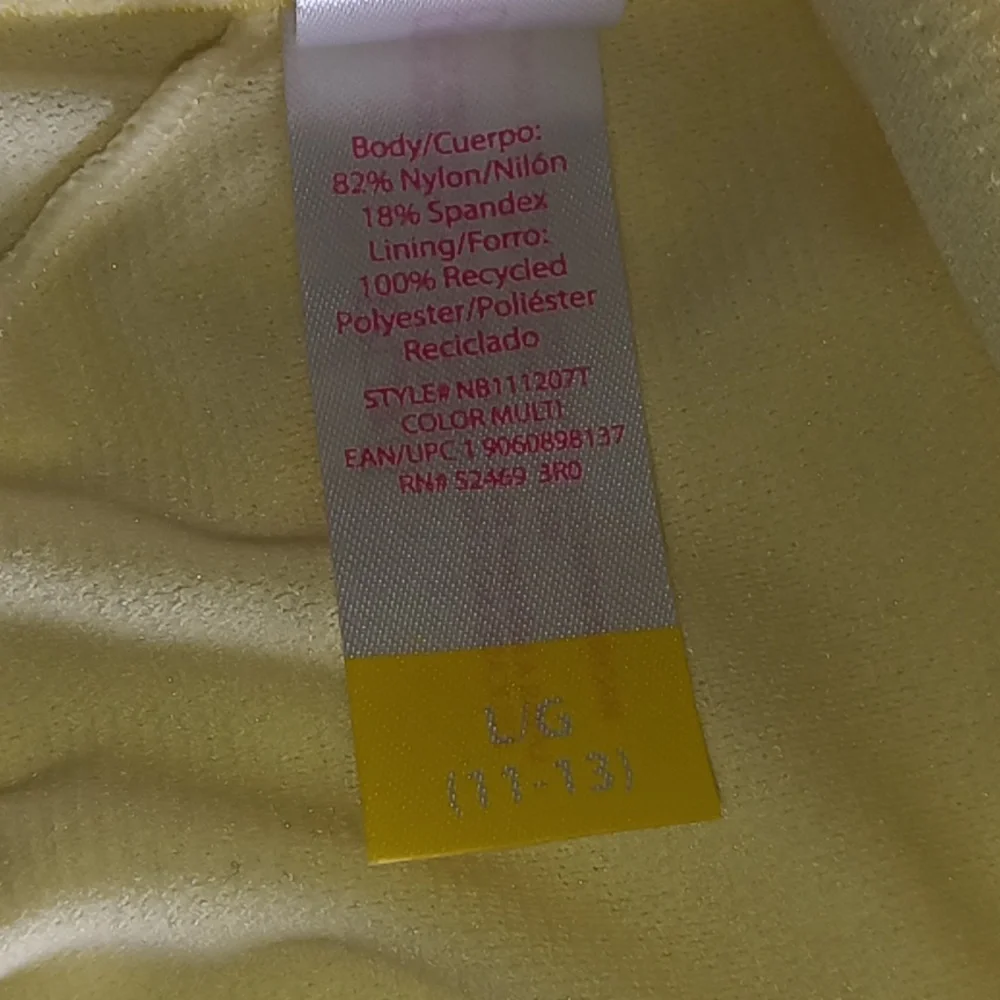 Body/Cuerpo:
82% Nylon/Nilón
18% Spandex
Lining/Forro:
100% Recycled
Polyester/Poliéster
Reciclado
STYLE# NB111207T
COLOR MULTI
EAN/UPC 1 9060898137
RN# 52469 3R0
L/G
(11-13)